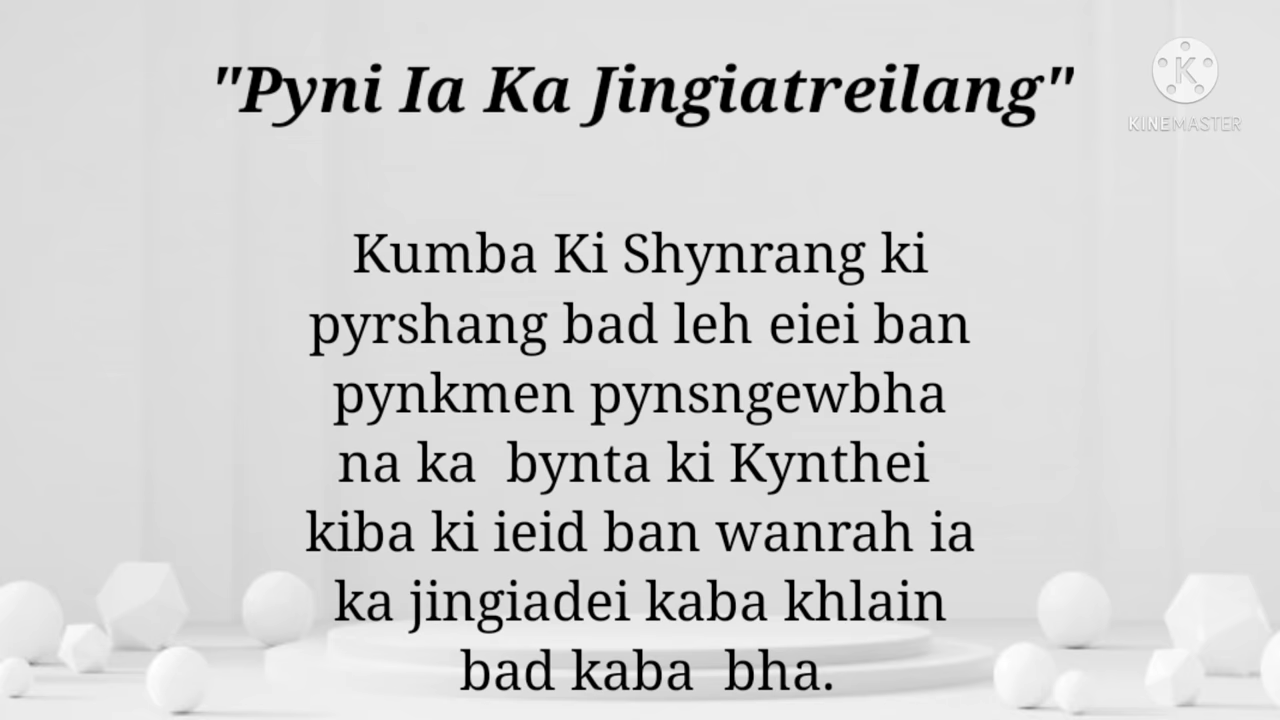 "Pyni Ia Ka Jingiatreilang"
K
KINEMASTER
Kumba Ki Shynrang ki
pyrshang bad leh eiei ban
pynkmen pynsngewbha
na ka bynta ki Kynthei
kiba ki ieid ban wanrah ia
ka jingiadei kaba khlain
bad kaba bha.